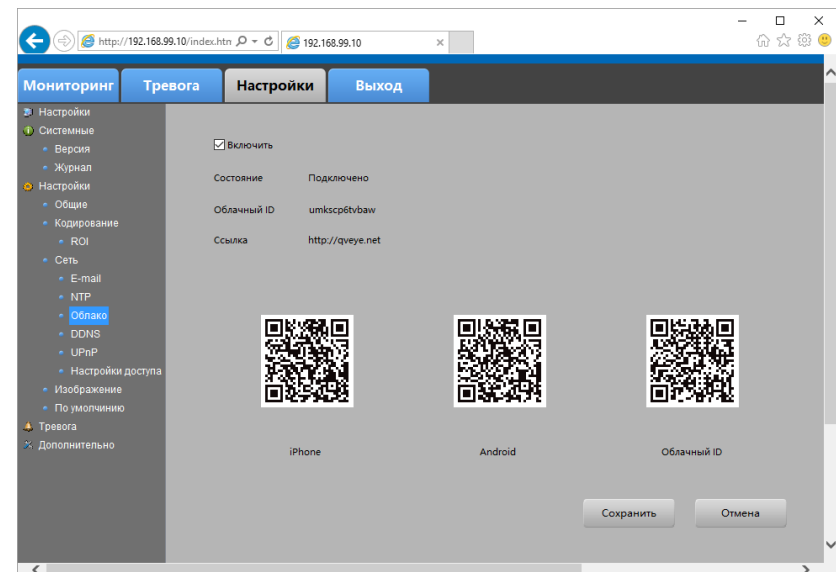 http://192.168.99.10/index.htm
192.168.99.10
Мониторинг Тревога Настройки Выход
Настройки
Системные
Версия
Журнал
Настройки
Общие
Кодирование
ROI
Сеть
E-mail
NTP
Облако
DDNS
UPnP
Настройки доступа
Изображение
По умолчанию
Тревога
Дополнительно
Включить
Состояние Подключено
Облачный ID umkscp6tvbaw
Ссылка http://qveye.net
iPhone Android Облачный ID
Сохранить Отмена